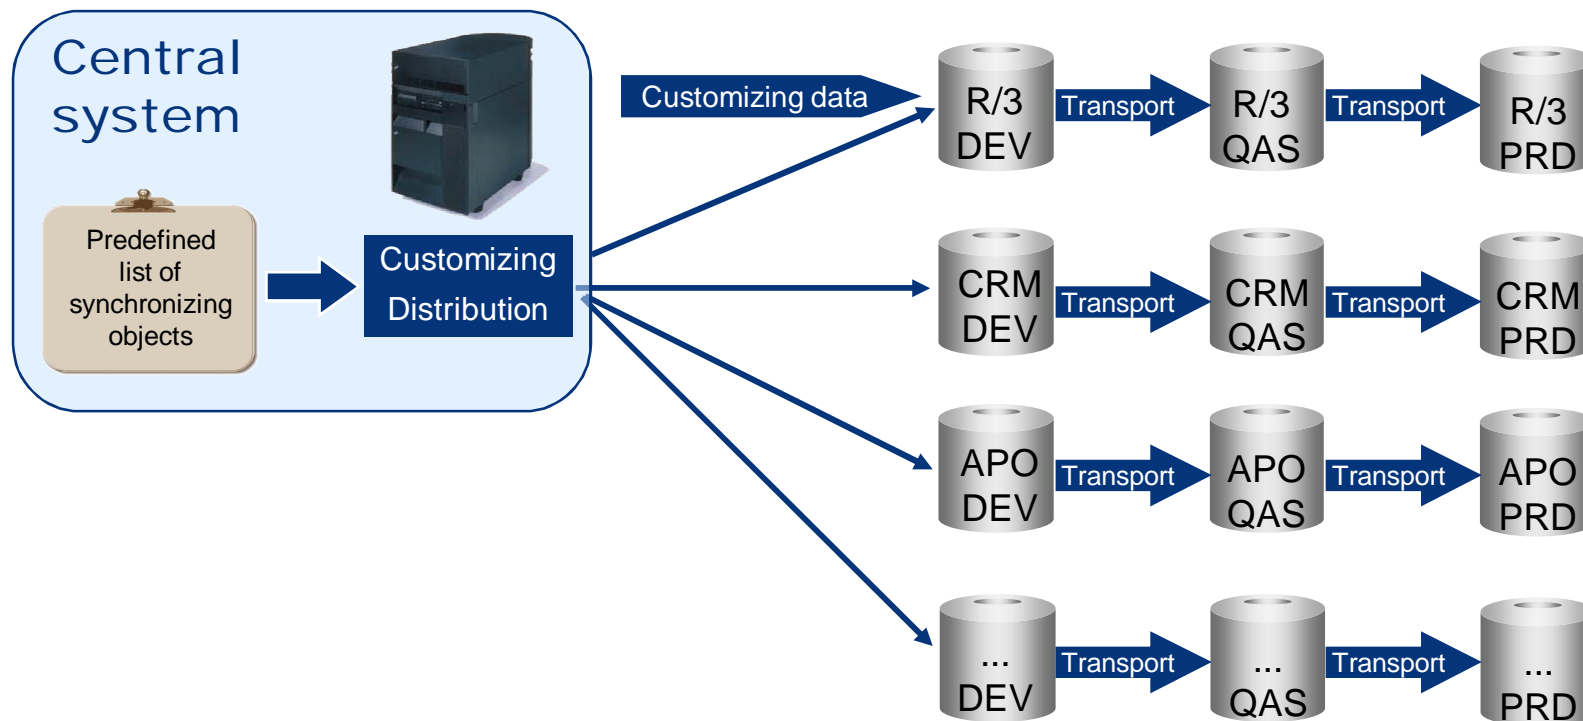 Central
system
Predefined
list of
synchronizing
objects
Customizing
Distribution
Customizing data
R/3
DEV
Transport
R/3
QAS
Transport
R/3
PRD
CRM
DEV
Transport
CRM
QAS
Transport
CRM
PRD
APO
DEV
Transport
APO
QAS
Transport
APO
PRD
...
DEV
Transport
...
QAS
Transport
...
PRD